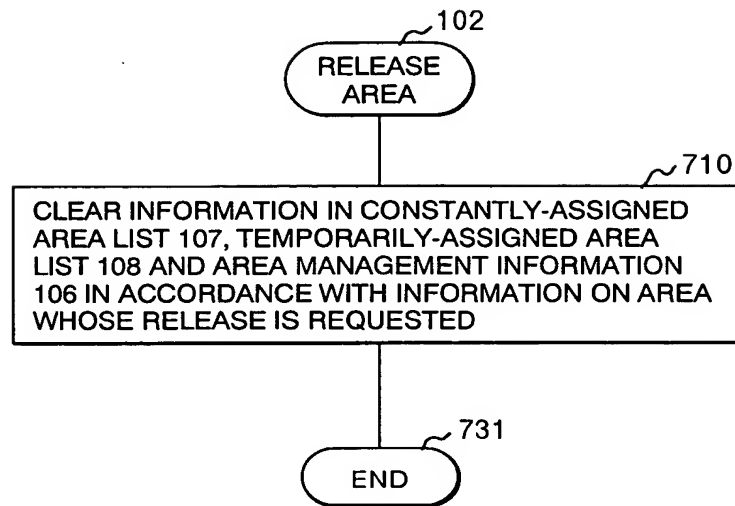 102
RELEASE
AREA
710
CLEAR INFORMATION IN CONSTANTLY-ASSIGNED
AREA LIST 107, TEMPORARILY-ASSIGNED AREA
LIST 108 AND AREA MANAGEMENT INFORMATION
106 IN ACCORDANCE WITH INFORMATION ON AREA
WHOSE RELEASE IS REQUESTED
731
END